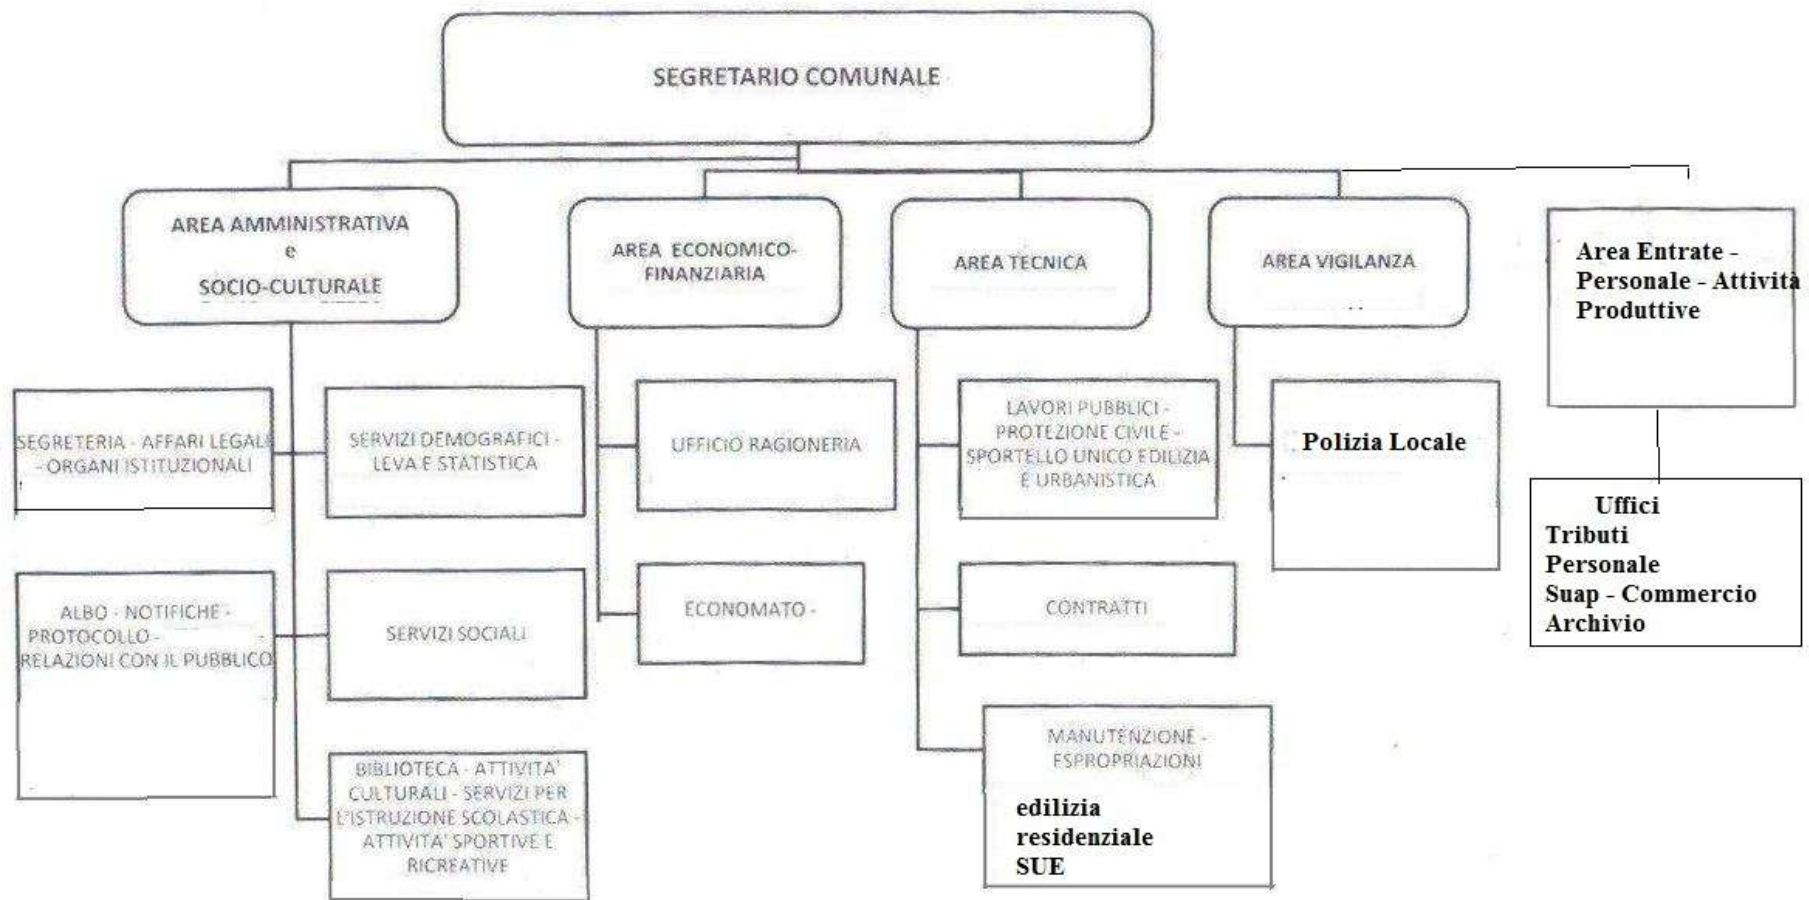 SEGRETARIO COMUNALE
AREA AMMINISTRATIVA
e
SOCIO-CULTURALE
AREA ECONOMICO-
FINANZIARIA
AREA TECNICA
AREA VIGILANZA
Area Entrate -
Personale - Attività
Produttive
SEGRETERIA - AFFARI LEGALI
- ORGANI ISTITUZIONALI
SERVIZI DEMOGRAFICI -
LEVA E STATISTICA
UFFICIO RAGIONERIA
LAVORI PUBBLICI -
PROTEZIONE CIVILE -
SPORTELLO UNICO EDILIZIA
E URBANISTICA
Polizia Locale
Uffici
Tributi
Personale
Suap - Commercio
Archivio
ALBO - NOTIFICHE -
PROTOCOLLO - -
RELAZIONI CON IL PUBBLICO
SERVIZI SOCIALI
ECONOMATO -
CONTRATTI
BIBLIOTECA - ATTIVITA'
CULTURALI - SERVIZI PER
L'ISTRUZIONE SCOLASTICA -
ATTIVITA' SPORTIVE E
RICREATIVE
MANUTENZIONE -
ESPROPRIAZIONI
edilizia
residenziale
SUE